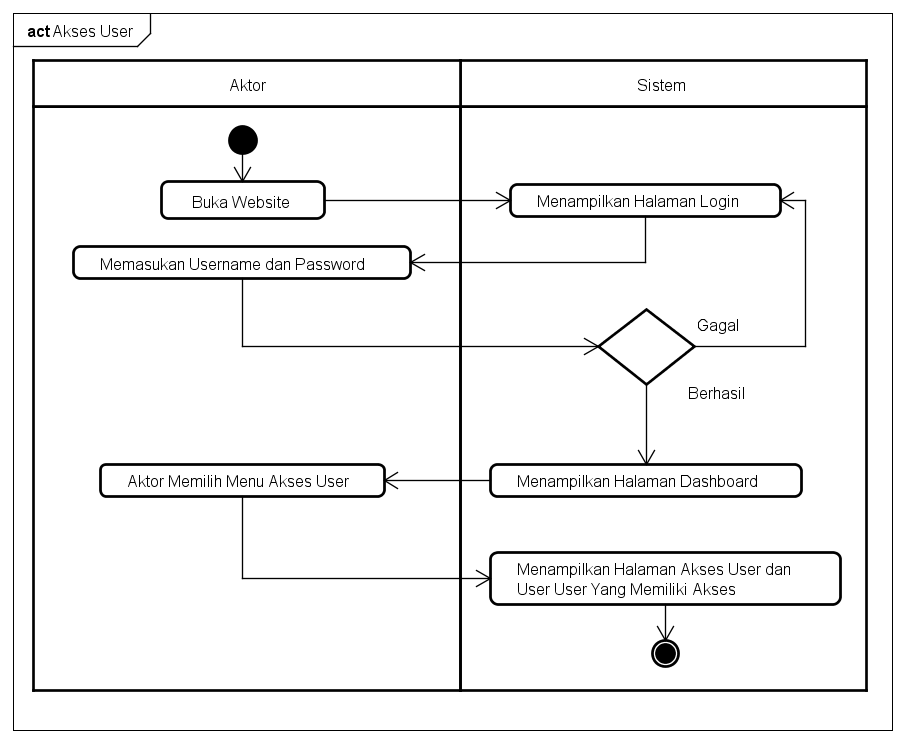 act Akses User
Aktor
Sistem
Buka Website
Menampilkan Halaman Login
Memasukan Username dan Password
Gagal
Berhasil
Aktor Memilih Menu Akses User
Menampilkan Halaman Dashboard
Menampilkan Halaman Akses User dan
User User Yang Memiliki Akses